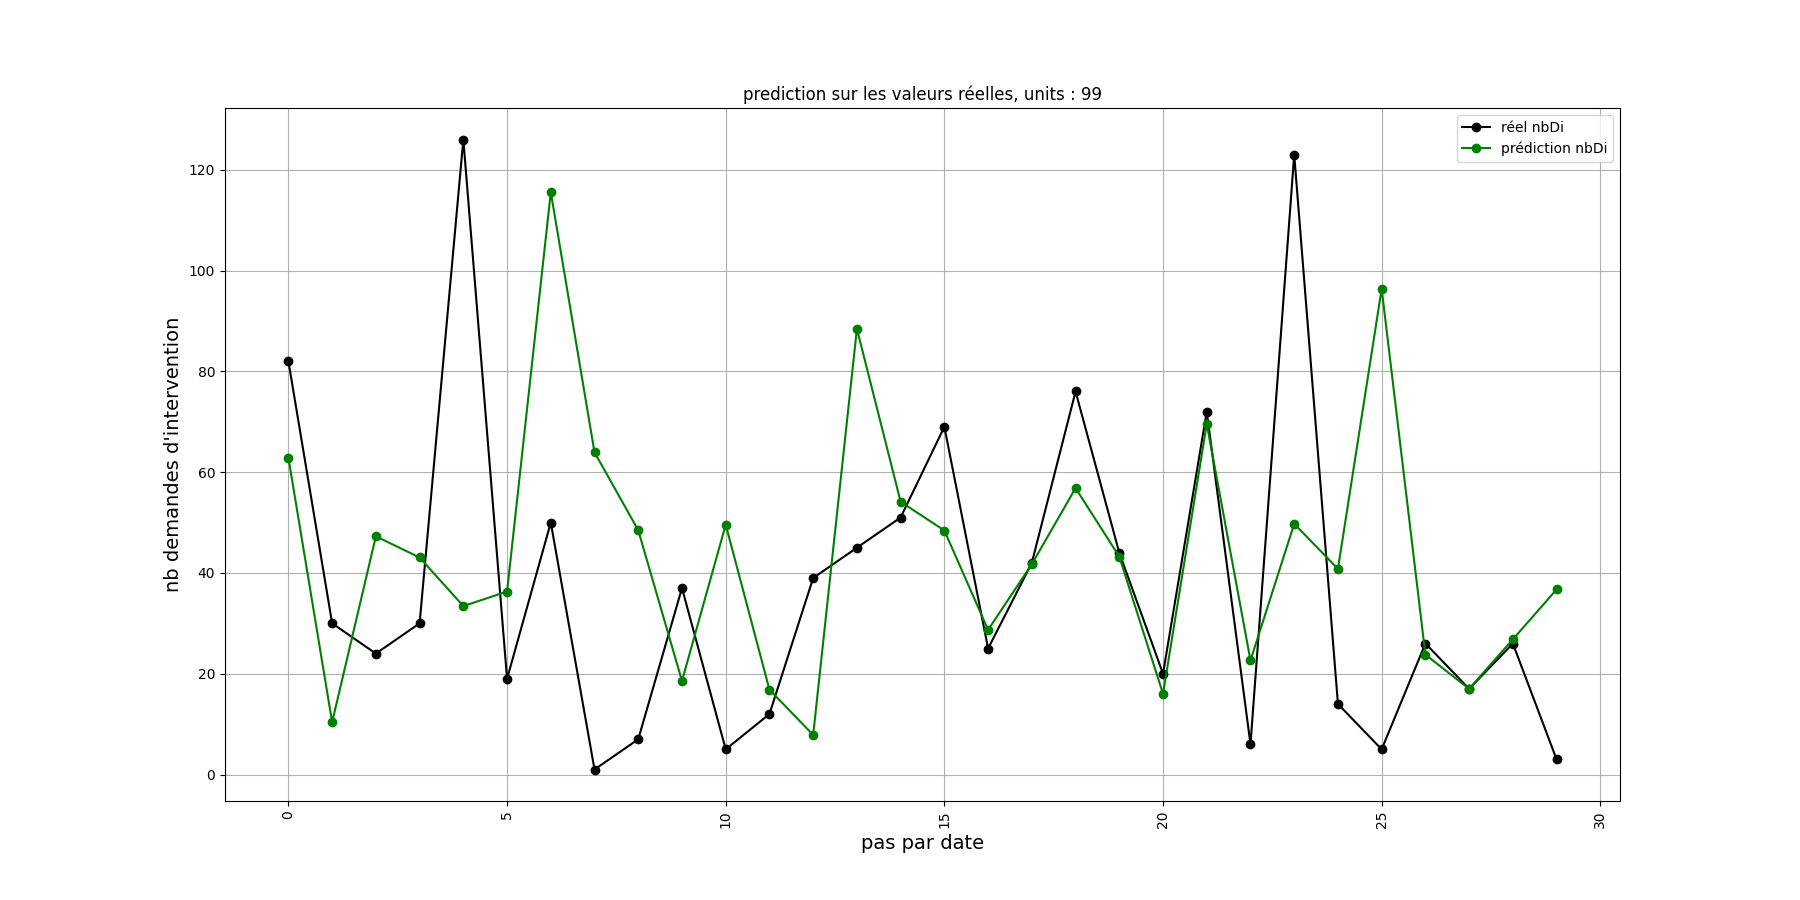 prediction sur les valeurs réelles, units : 99
réel nbDi
prédiction nbDi
120
100
80
60
40
20
0
nb demandes d'intervention
0
5
10
15
20
25
30
pas par date